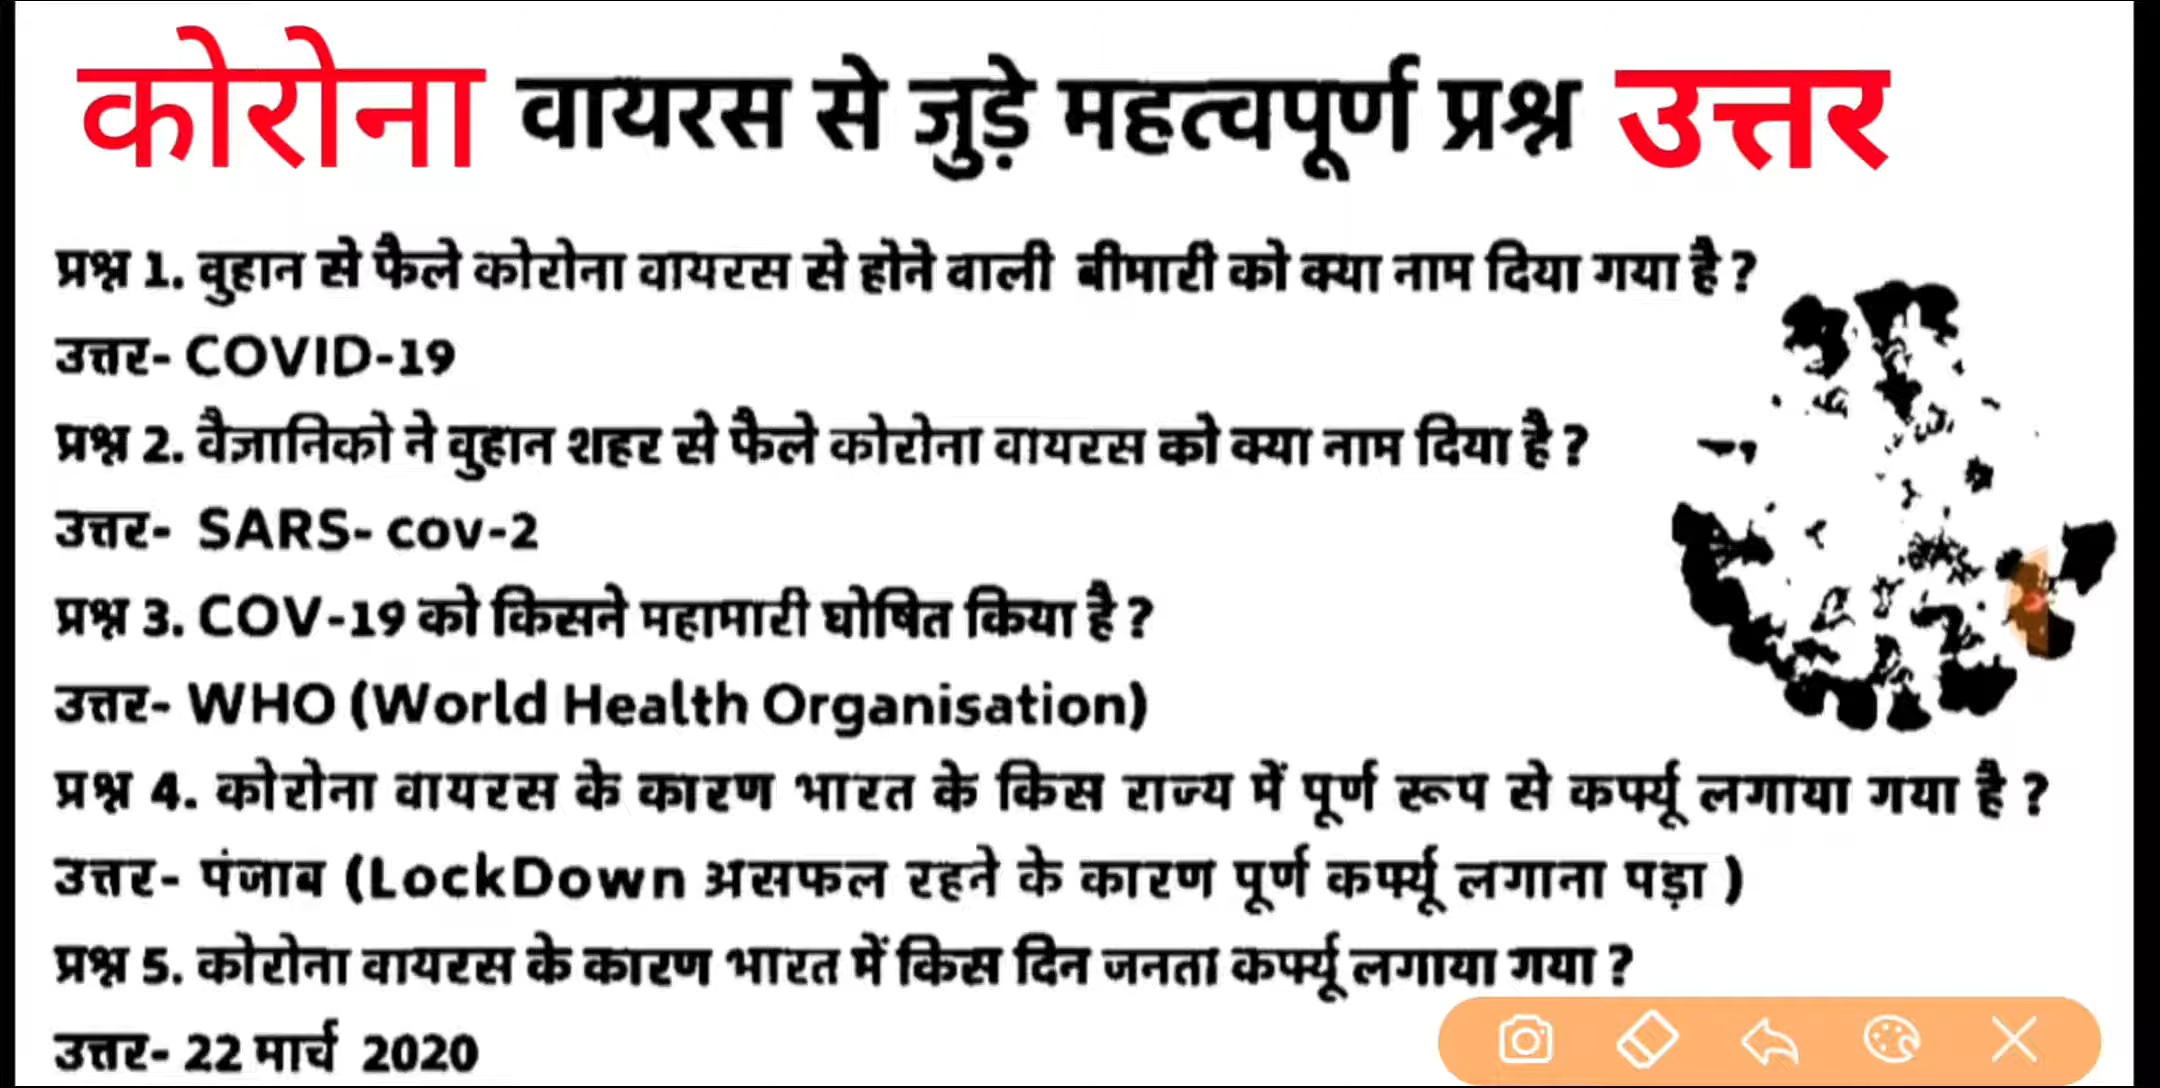 कोरोना वायरस से जुड़े महत्वपूर्ण प्रश्न उत्तर
प्रश्न 1. वुहान से फैले कोरोना वायरस से होने वाली बीमारी को क्या नाम दिया गया है ?
उत्तर- COVID-19
प्रश्न 2. वैज्ञानिको ने वुहान शहर से फैले कोरोना वायरस को क्या नाम दिया है ?
उत्तर- SARS- cov-2
प्रश्न 3. COV-19 को किसने महामारी घोषित किया है ?
उत्तर- WHO (World Health Organisation)
प्रश्न 4. कोरोना वायरस के कारण भारत के किस राज्य में पूर्ण रूप से कर्फ्यू लगाया गया है ?
उत्तर- पंजाब (LockDown असफल रहने के कारण पूर्ण कर्फ्यू लगाना पड़ा )
प्रश्न 5. कोरोना वायरस के कारण भारत में किस दिन जनता कर्फ्यू लगाया गया ?
उत्तर- 22 मार्च 2020